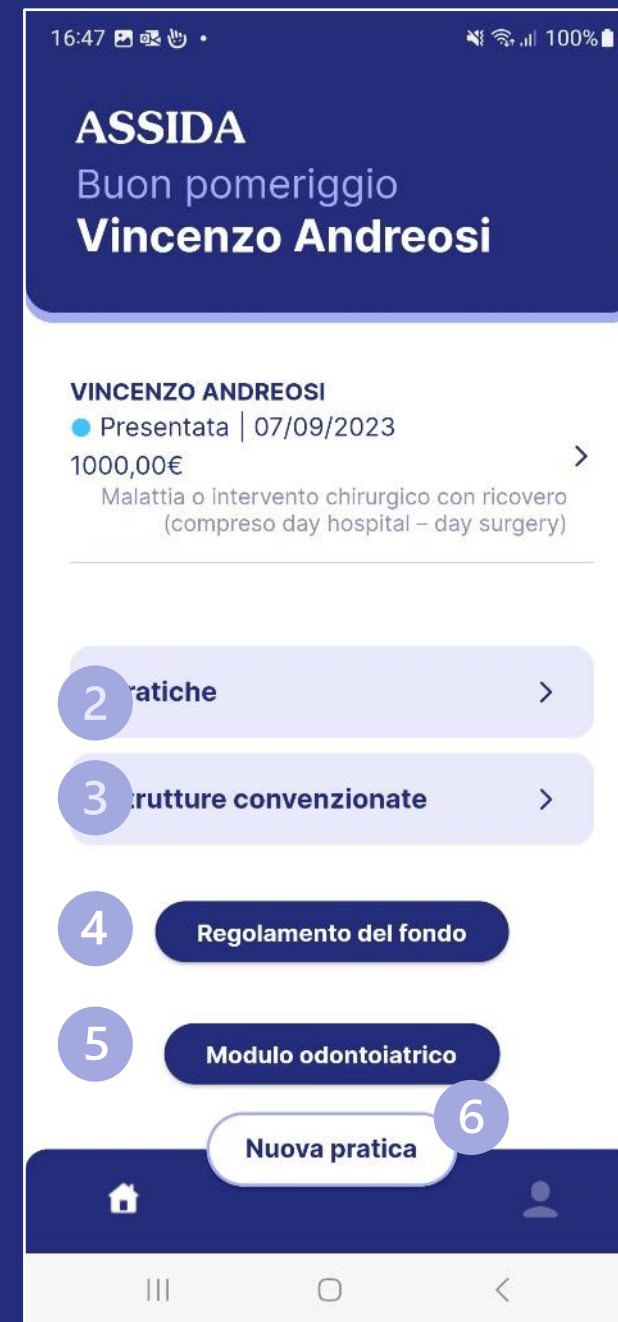 16:47 100%
ASSIDA
Buon pomeriggio
Vincenzo Andreosi
VINCENZO ANDREOSI
Presentata | 07/09/2023
1000,00€
Malattia o intervento chirurgico con ricovero
(compreso day hospital – day surgery)
2 ratiche
3 trutture convenzionate
4 Regolamento del fondo
5 Modulo odontoiatrico
6
Nuova pratica